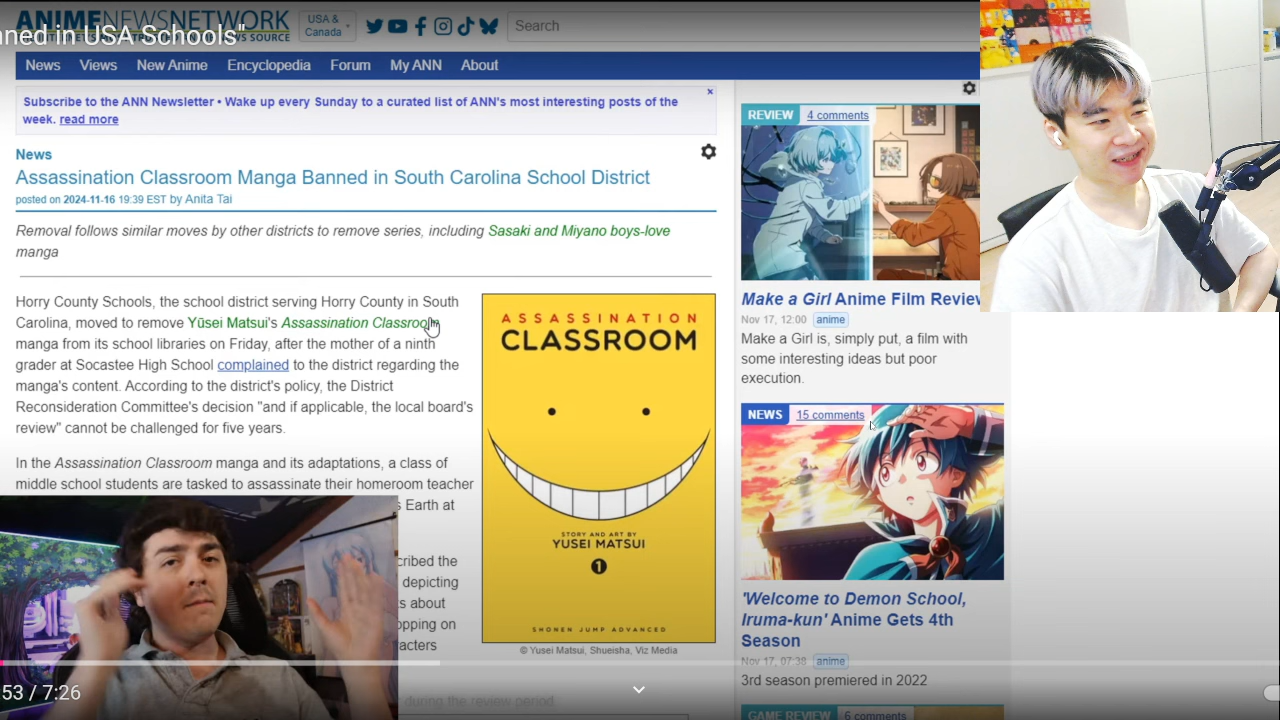 ANIMENEWSNETWORK
nned in USA Schools"
USA &
Canada
Search
News Views New Anime Encyclopedia Forum My ANN About
Subscribe to the ANN Newsletter • Wake up every Sunday to a curated list of ANN's most interesting posts of the
week. read more
x
News
Assassination Classroom Manga Banned in South Carolina School District
posted on 2024-11-16 19:39 EST by Anita Tai
Removal follows similar moves by other districts to remove series, including Sasaki and Miyano boys-love
manga
Horry County Schools, the school district serving Horry County in South
Carolina, moved to remove Yūsei Matsui's Assassination Classroom
manga from its school libraries on Friday, after the mother of a ninth
grader at Socastee High School complained to the district regarding the
manga's content. According to the district's policy, the District
Reconsideration Committee's decision "and if applicable, the local board's
review" cannot be challenged for five years.
In the Assassination Classroom manga and its adaptations, a class of
middle school students are tasked to assassinate their homeroom teacher
s Earth at
cribed the
depicting
s about
opping on
acters
during the review period.
ASSASSINATION
CLASSROOM
STORY AND ART BY
YUSEI MATSUI
1
SHONEN JUMP ADVANCED
© Yusei Matsui, Shueisha, Viz Media
REVIEW 4 comments
Make a Girl Anime Film Review
Nov 17, 12:00 anime
Make a Girl is, simply put, a film with
some interesting ideas but poor
execution.
NEWS 15 comments
'Welcome to Demon School,
Iruma-kun' Anime Gets 4th
Season
Nov 17, 07:38 anime
3rd season premiered in 2022
GAME REVIEW 6 comments
53 / 7:26